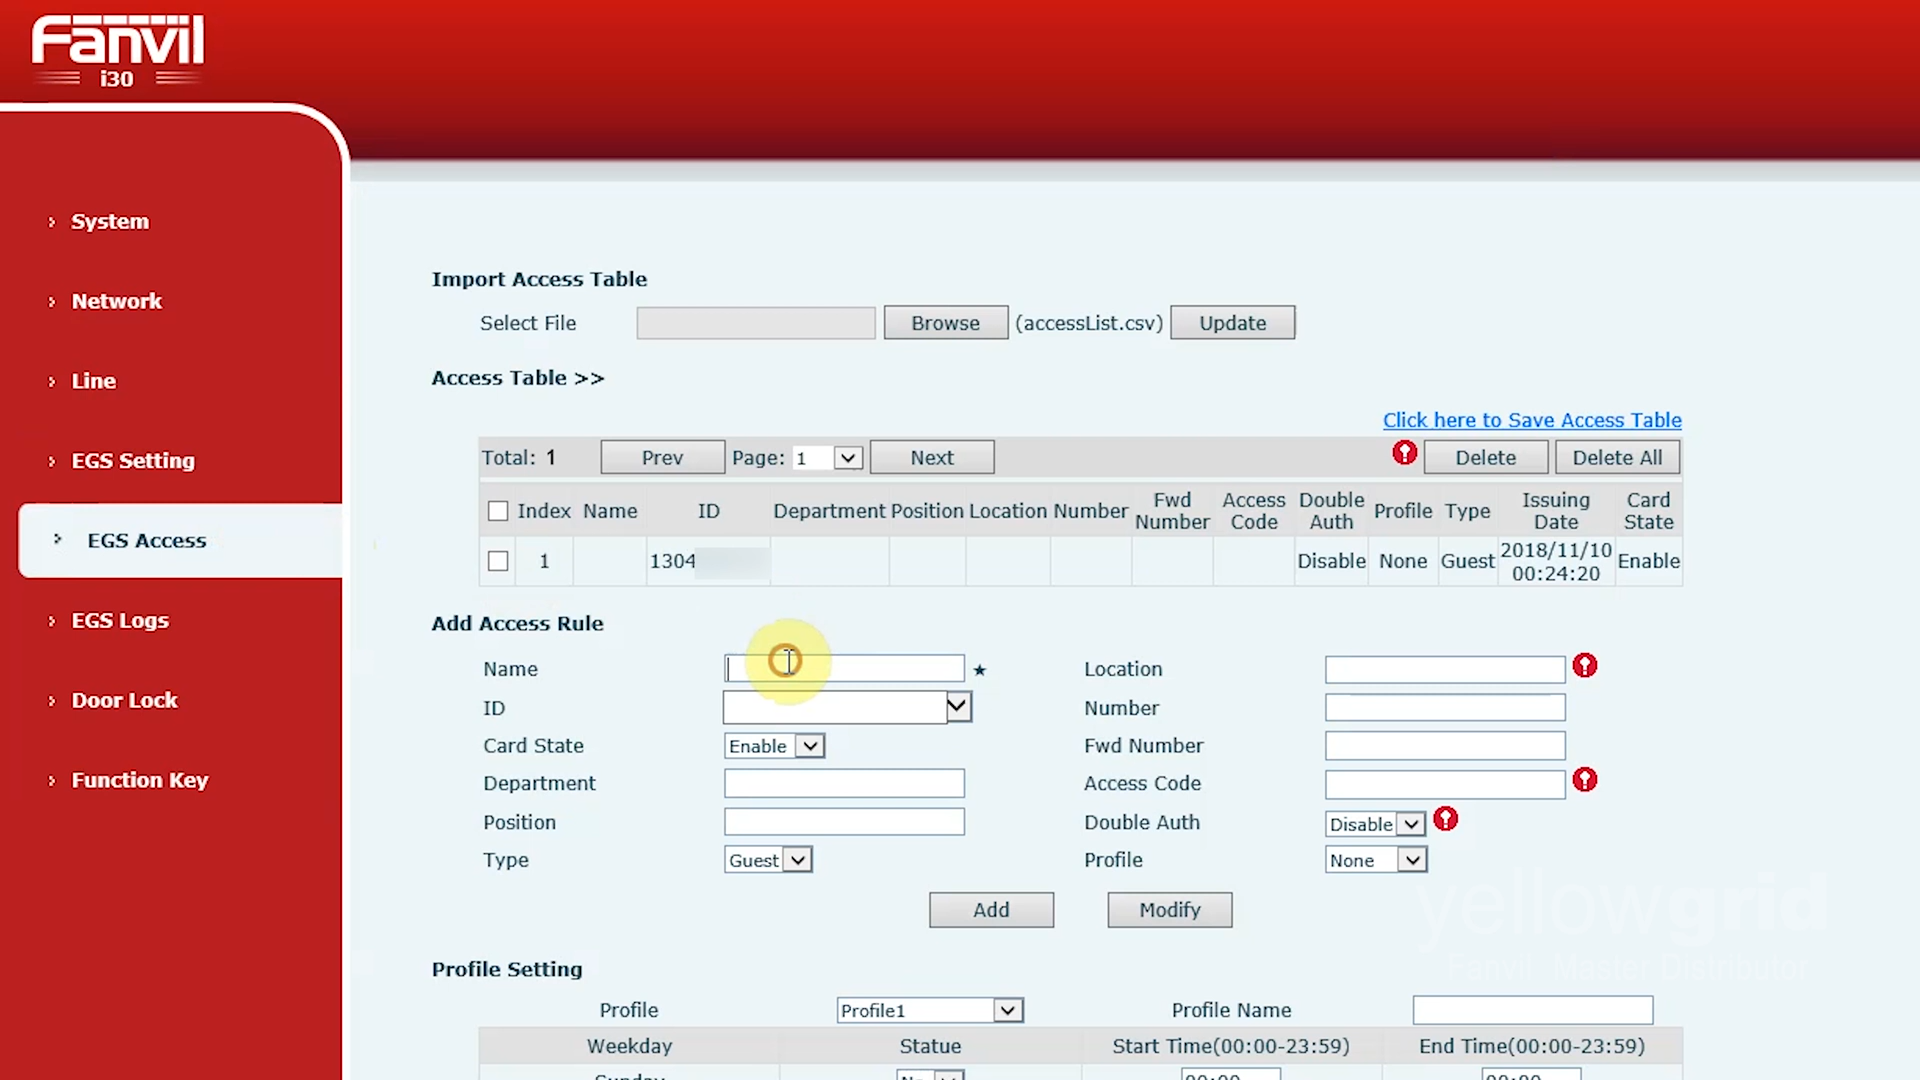 Fanvil
i30
System
Network
Line
EGS Setting
EGS Access
EGS Logs
Door Lock
Function Key
Import Access Table
Select File Browse (accessList.csv) Update
Access Table >>
Click here to Save Access Table
Total: 1 Prev Page: 1 Next Delete Delete All
Index Name ID Department Position Location Number Fwd Number Access Code Double Auth Profile Type Issuing Date Card State
1 1304 Disable None Guest 2018/11/10 00:24:20 Enable
Add Access Rule
Name ★ Location
ID Number
Card State Enable Fwd Number
Department Access Code
Position Double Auth Disable
Type Guest Profile None
Add Modify
yellowgrid
Fanvil Master Distributor
Profile Setting
Profile Profile1 Profile Name
Weekday Statue Start Time(00:00-23:59) End Time(00:00-23:59)
Sunday No 00:00 00:00